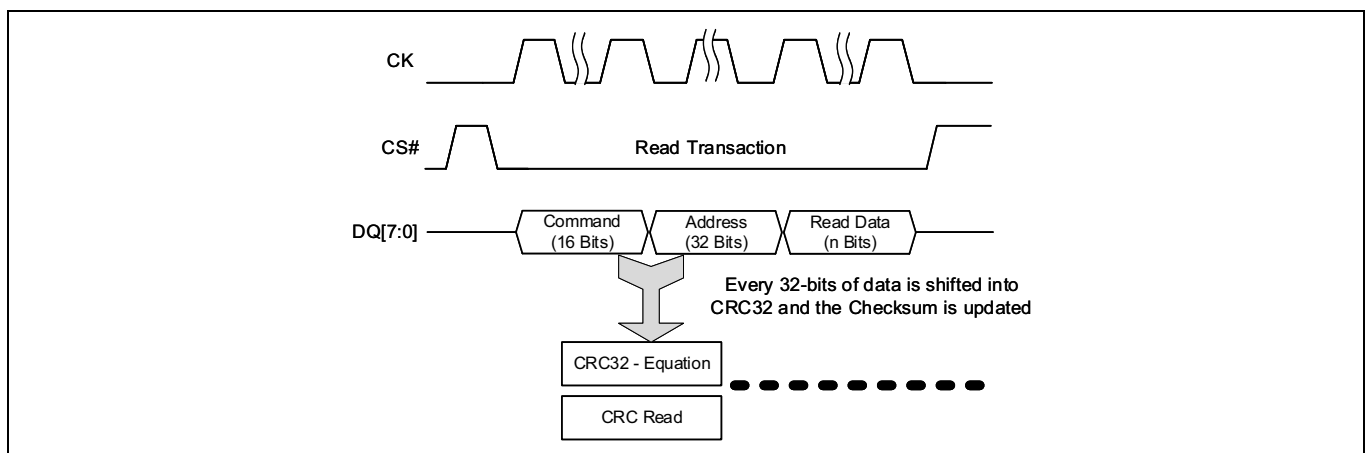 CK
CS#
Read Transaction
DQ[7:0]
Command
(16 Bits)
Address
(32 Bits)
Read Data
(n Bits)
Every 32-bits of data is shifted into
CRC32 and the Checksum is updated
CRC32 - Equation
CRC Read